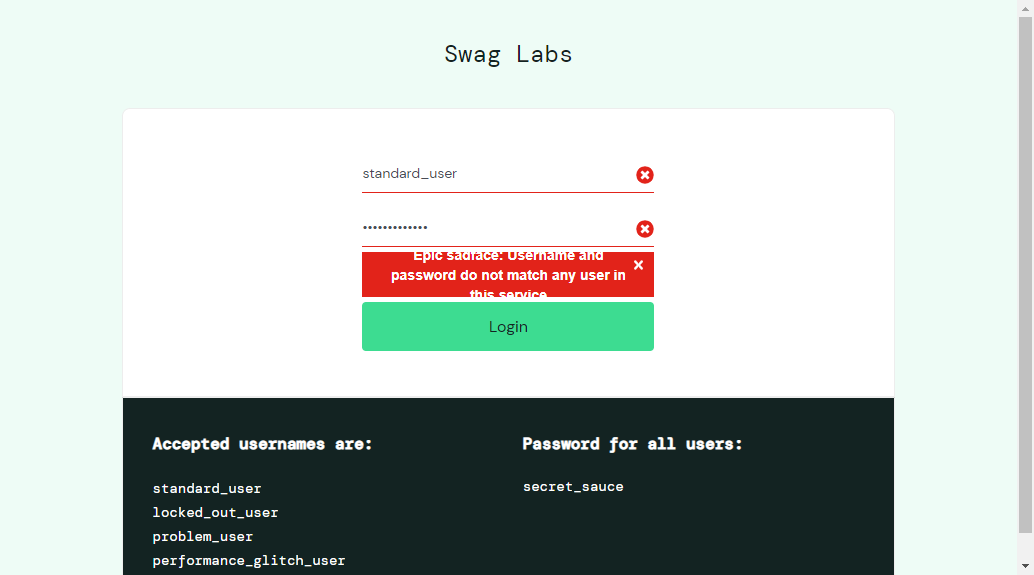 Swag Labs
standard_user
•••••••••••••
Epic sadface: Username and
password do not match any user in
this service
Login
Accepted usernames are:
standard_user
locked_out_user
problem_user
performance_glitch_user
Password for all users:
secret_sauce